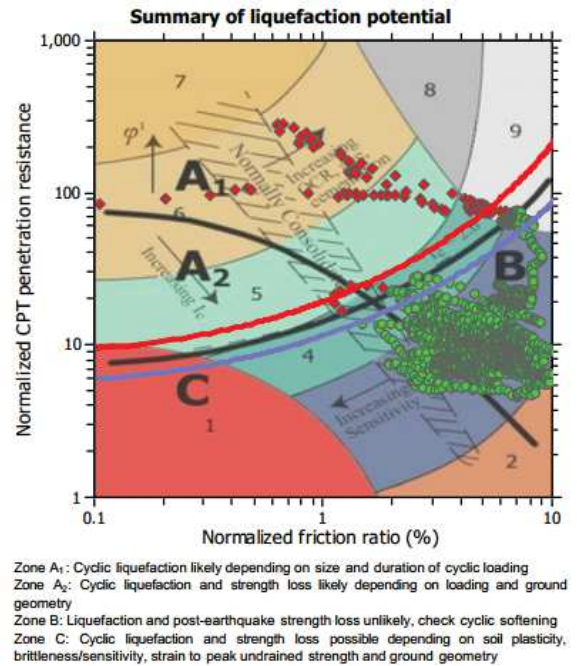 Summary of liquefaction potential
1,000
7
8
9
φ'
Increasing
OCR
Normally Consolidated
A1
100
6
A2
Increasing Ic
5
B
10
4
C
1
Increasing
Sensitivity
2
1
0.1
1
10
Normalized CPT penetration resistance
Normalized friction ratio (%)
Zone A1: Cyclic liquefaction likely depending on size and duration of cyclic loading
Zone A2: Cyclic liquefaction and strength loss likely depending on loading and ground
geometry
Zone B: Liquefaction and post-earthquake strength loss unlikely, check cyclic softening
Zone C: Cyclic liquefaction and strength loss possible depending on soil plasticity,
brittleness/sensitivity, strain to peak undrained strength and ground geometry